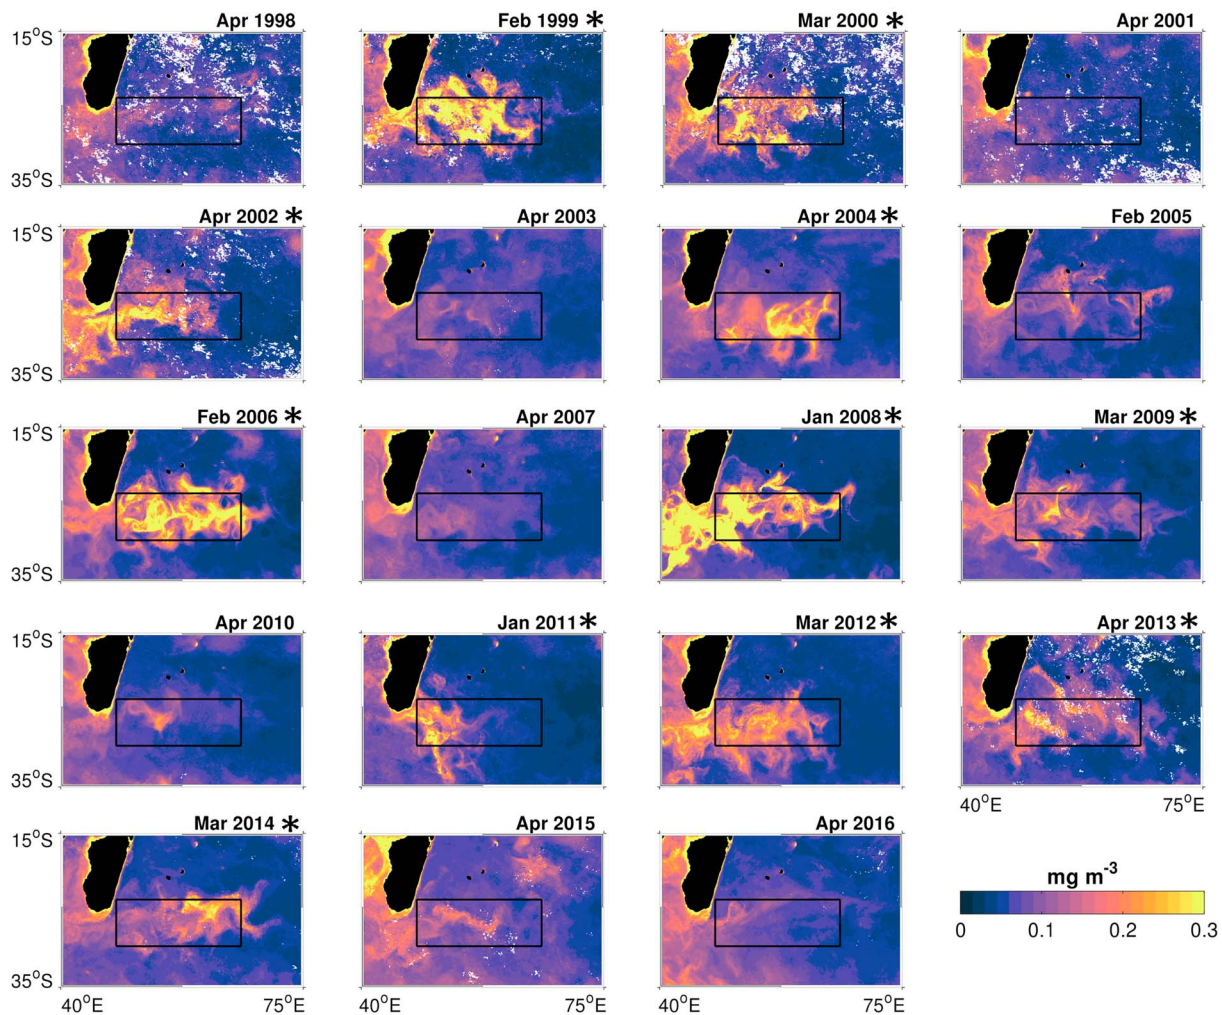 Apr 1998
Feb 1999 *
Mar 2000 *
Apr 2001
15°S
35°S
Apr 2002 *
Apr 2003
Apr 2004 *
Feb 2005
15°S
35°S
Feb 2006 *
Apr 2007
Jan 2008 *
Mar 2009 *
15°S
35°S
Apr 2010
Jan 2011 *
Mar 2012 *
Apr 2013 *
15°S
35°S
40°E 75°E
Mar 2014 *
Apr 2015
Apr 2016
15°S
35°S
40°E 75°E
40°E 75°E
40°E 75°E
mg m⁻³
0 0.1 0.2 0.3